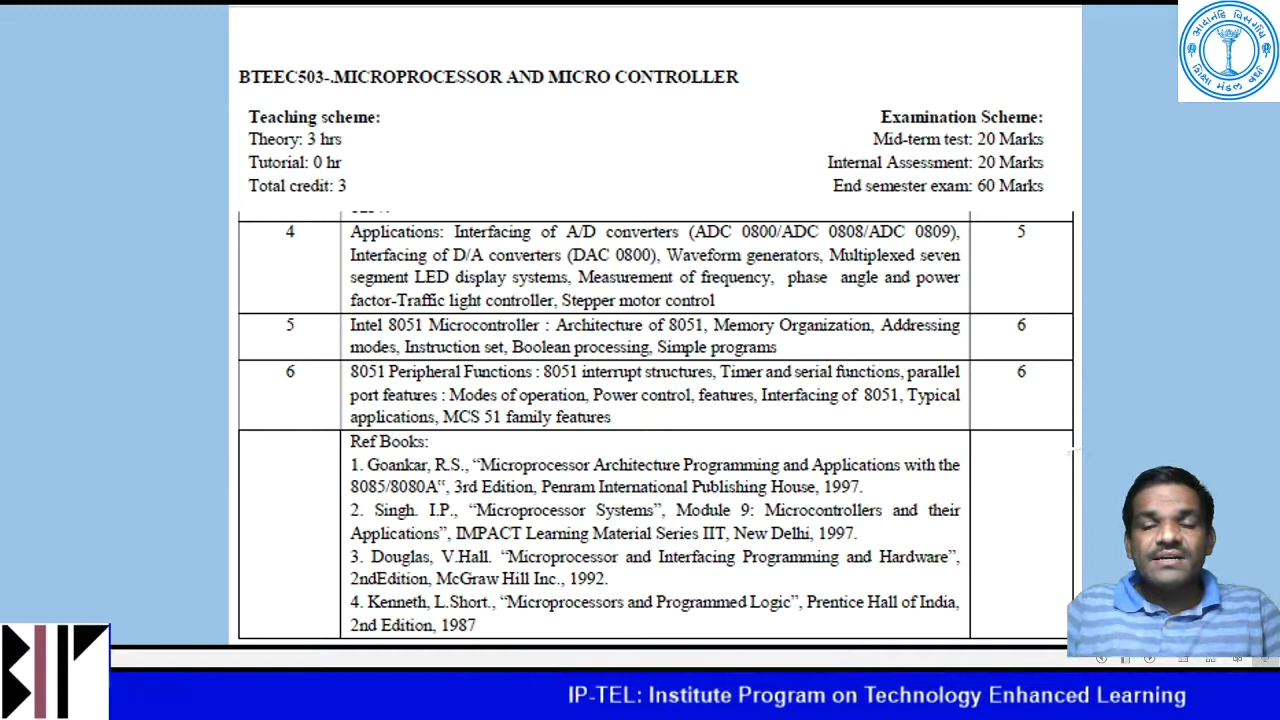 BTEEC503-.MICROPROCESSOR AND MICRO CONTROLLER
Teaching scheme:
Theory: 3 hrs
Tutorial: 0 hr
Total credit: 3
Examination Scheme:
Mid-term test: 20 Marks
Internal Assessment: 20 Marks
End semester exam: 60 Marks
4 Applications: Interfacing of A/D converters (ADC 0800/ADC 0808/ADC 0809), 5
Interfacing of D/A converters (DAC 0800), Waveform generators, Multiplexed seven
segment LED display systems, Measurement of frequency, phase angle and power
factor-Traffic light controller, Stepper motor control
5 Intel 8051 Microcontroller : Architecture of 8051, Memory Organization, Addressing 6
modes, Instruction set, Boolean processing, Simple programs
6 8051 Peripheral Functions : 8051 interrupt structures, Timer and serial functions, parallel 6
port features : Modes of operation, Power control, features, Interfacing of 8051, Typical
applications, MCS 51 family features
Ref Books:
1. Goankar, R.S., “Microprocessor Architecture Programming and Applications with the
8085/8080A“, 3rd Edition, Penram International Publishing House, 1997.
2. Singh. I.P., “Microprocessor Systems”, Module 9: Microcontrollers and their
Applications”, IMPACT Learning Material Series IIT, New Delhi, 1997.
3. Douglas, V.Hall. “Microprocessor and Interfacing Programming and Hardware”,
2ndEdition, McGraw Hill Inc., 1992.
4. Kenneth, L.Short., “Microprocessors and Programmed Logic”, Prentice Hall of India,
2nd Edition, 1987
IP-TEL: Institute Program on Technology Enhanced Learning